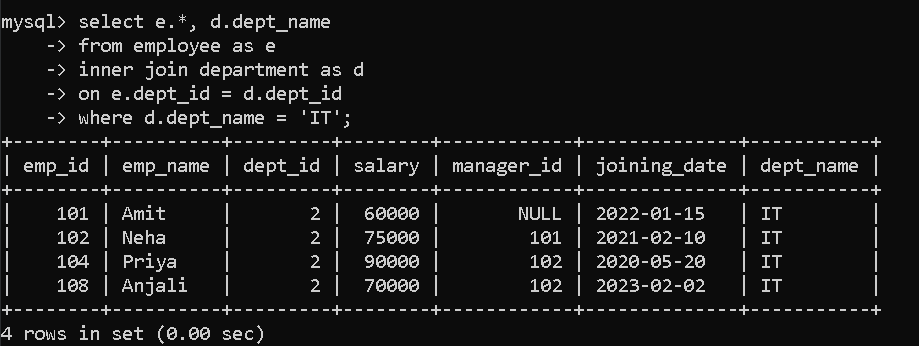 mysql> select e.*, d.dept_name
    -> from employee as e
    -> inner join department as d
    -> on e.dept_id = d.dept_id
    -> where d.dept_name = 'IT';
+--------+----------+---------+--------+------------+--------------+-----------+
| emp_id | emp_name | dept_id | salary | manager_id | joining_date | dept_name |
+--------+----------+---------+--------+------------+--------------+-----------+
|    101 | Amit     |       2 |  60000 |       NULL | 2022-01-15   | IT        |
|    102 | Neha     |       2 |  75000 |        101 | 2021-02-10   | IT        |
|    104 | Priya    |       2 |  90000 |        102 | 2020-05-20   | IT        |
|    108 | Anjali   |       2 |  70000 |        102 | 2023-02-02   | IT        |
+--------+----------+---------+--------+------------+--------------+-----------+
4 rows in set (0.00 sec)